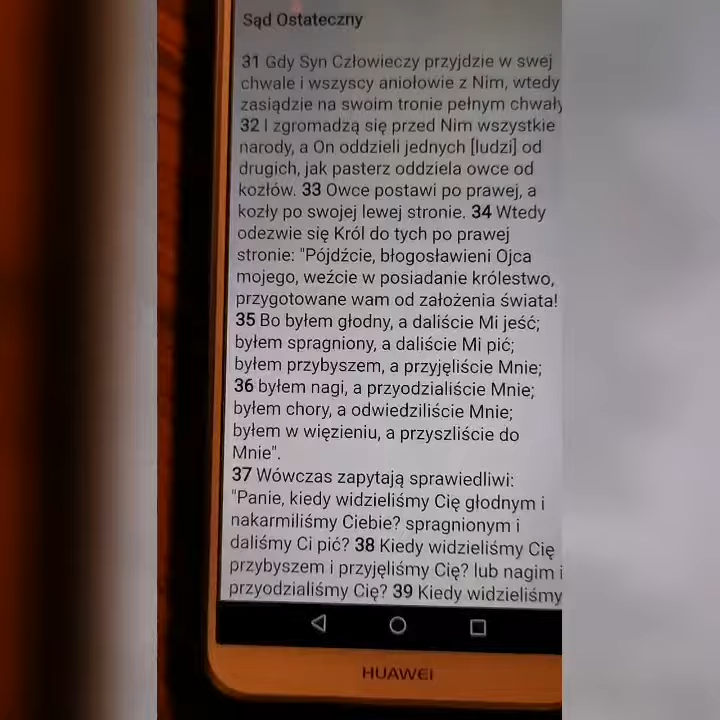 Sąd Ostateczny
31 Gdy Syn Człowieczy przyjdzie w swej
chwale i wszyscy aniołowie z Nim, wtedy
zasiądzie na swoim tronie pełnym chwały
32 I zgromadzą się przed Nim wszystkie
narody, a On oddzieli jednych [ludzi] od
drugich, jak pasterz oddziela owce od
kozłów. 33 Owce postawi po prawej, a
kozły po swojej lewej stronie. 34 Wtedy
odezwie się Król do tych po prawej
stronie: "Pójdźcie, błogosławieni Ojca
mojego, weźcie w posiadanie królestwo,
przygotowane wam od założenia świata!
35 Bo byłem głodny, a daliście Mi jeść;
byłem spragniony, a daliście Mi pić;
byłem przybyszem, a przyjęliście Mnie;
36 byłem nagi, a przyodzialiście Mnie;
byłem chory, a odwiedziliście Mnie;
byłem w więzieniu, a przyszliście do
Mnie".
37 Wówczas zapytają sprawiedliwi:
"Panie, kiedy widzieliśmy Cię głodnym i
nakarmiliśmy Ciebie? spragnionym i
daliśmy Ci pić? 38 Kiedy widzieliśmy Cię
przybyszem i przyjęliśmy Cię? lub nagim i
przyodzialiśmy Cię? 39 Kiedy widzieliśmy
HUAWEI